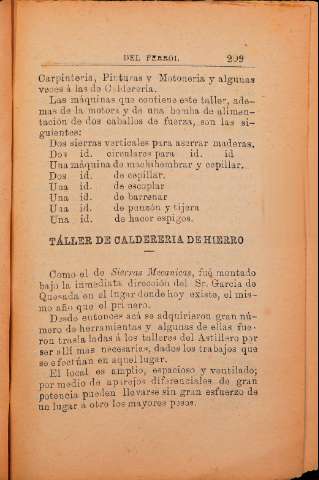 DEL FERROL 299
Carpintería, Pinturas y Motonería y algunas
veces á las de Calderería.
Las máquinas que contiene este taller, ade-
mas de la motora y de una bomba de alimen-
tación de dos caballos de fuerza, son las si-
guientes:
Dos sierras verticales para aserrar maderas.
Dos id. circulares para id. id
Una máquina de machihembrar y cepillar.
Dos id. de cepillar.
Una id. de escoplar
Una id. de barrenar
Una id. de punzón y tijera
Una id. de hacer espigos.
TÁLLER DE CALDERERIA DE HIERRO
Como el de Sierras Mecanicas, fué montado
bajo la inmediata dirección del Sr. García de
Quesada en el lugar donde hoy existe, el mis-
mo año que el primero.
Desde entonces acá se adquirieron gran nú-
mero de herramientas y algunas de ellas fue-
ron trasladadas á los talleres del Astillero por
ser allí mas necesarias, dados los trabajos que
se efectúan en aquel lugar.
El local es amplio, espacioso y ventilado;
por medio de aparejos diferenciales de gran
potencia pueden llevarse sin gran esfuerzo de
un lugar á otro los mayores pesos.